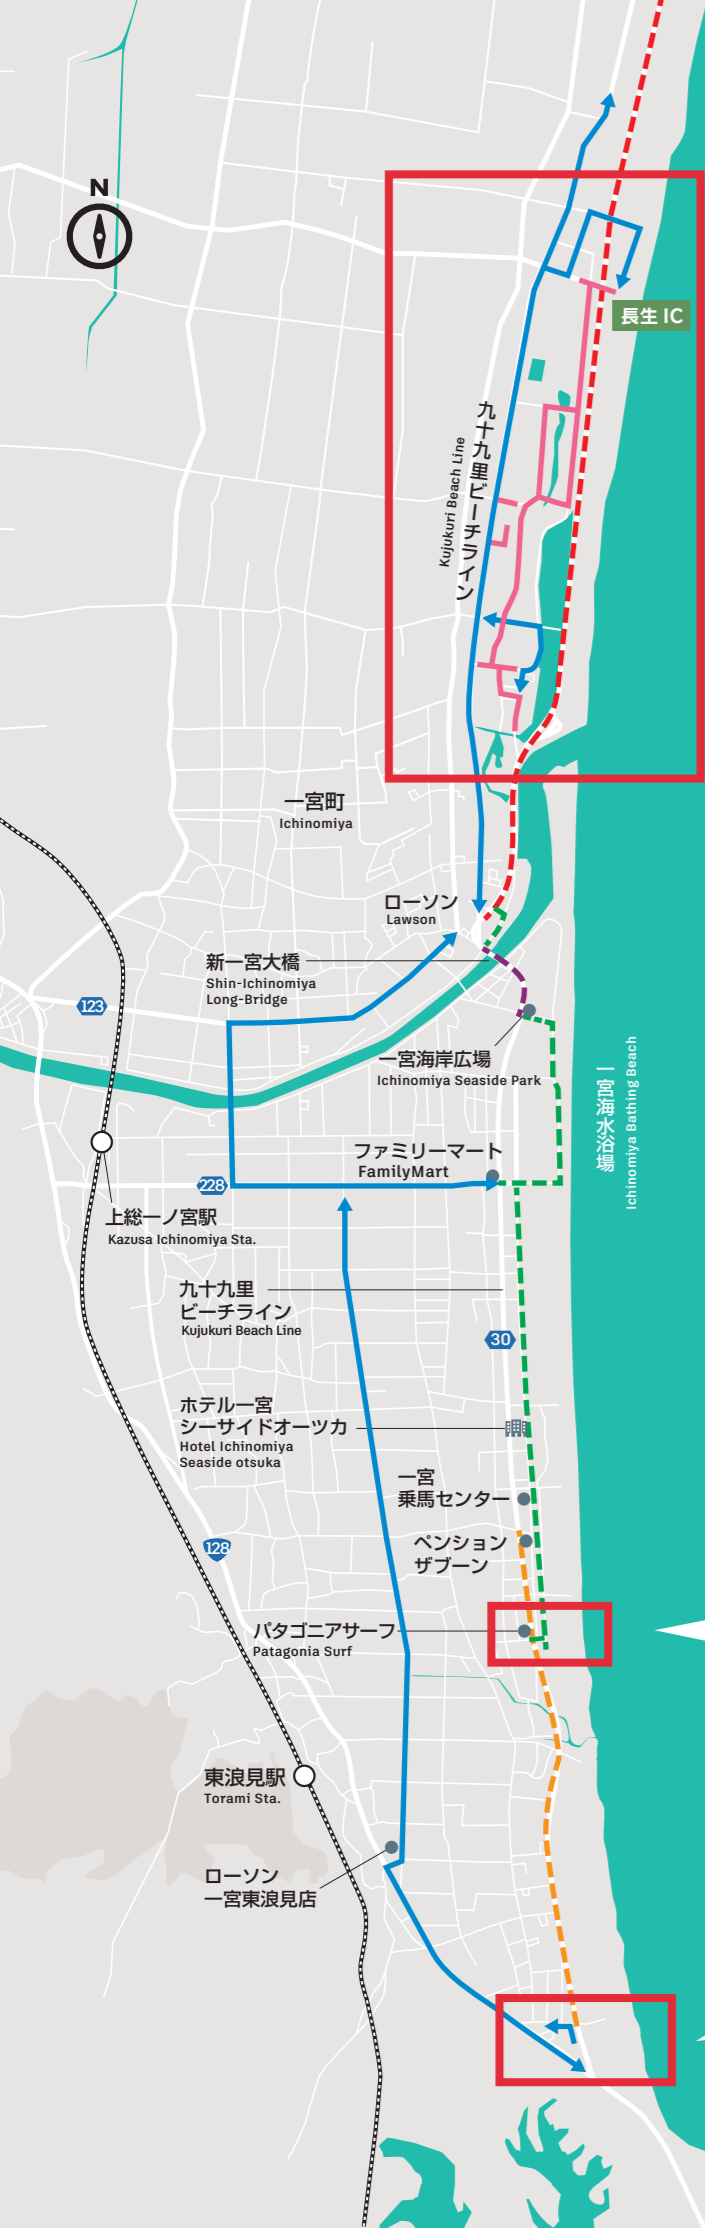 N
長生 IC
九十九里ビーチライン
Kujukuri Beach Line
一宮町
Ichinomiya
ローソン
Lawson
新一宮大橋
Shin-Ichinomiya
Long-Bridge
123
一宮海岸広場
Ichinomiya Seaside Park
一宮海水浴場
Ichinomiya Bathing Beach
ファミリーマート
FamilyMart
228
上総一ノ宮駅
Kazusa Ichinomiya Sta.
九十九里
ビーチライン
Kujukuri Beach Line
30
ホテル一宮
シーサイドオーツカ
Hotel Ichinomiya
Seaside otsuka
一宮
乗馬センター
ペンション
ザブーン
128
パタゴニアサーフ
Patagonia Surf
東浪見駅
Torami Sta.
ローソン
一宮東浪見店